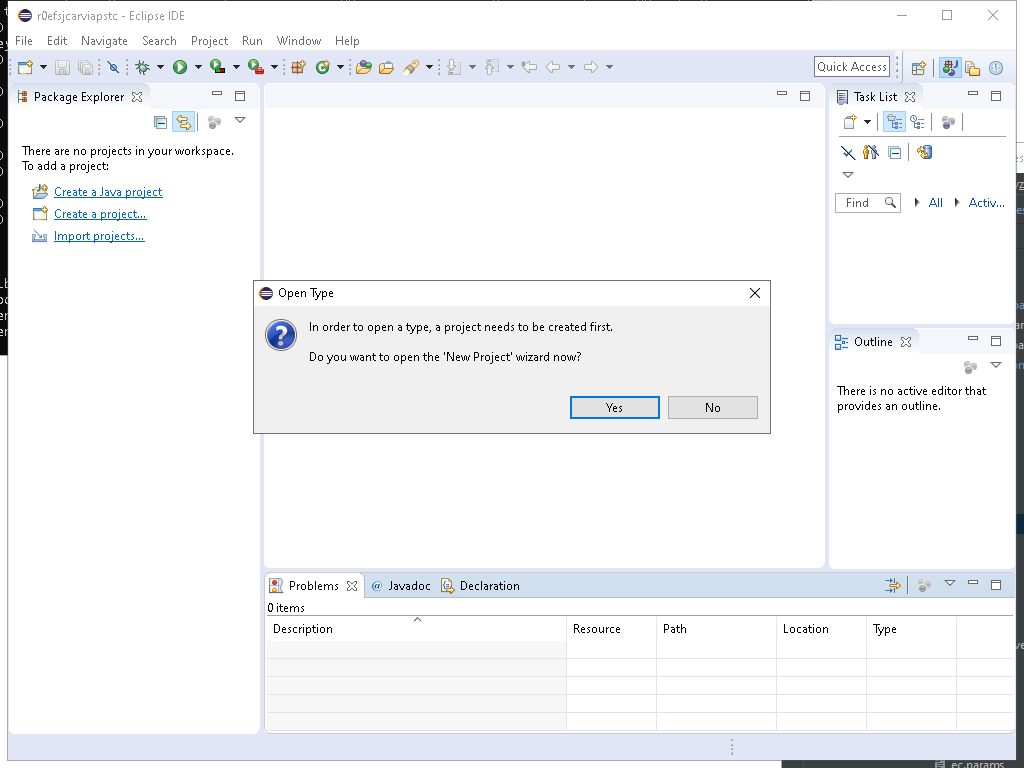 r0efsjcarviapstc - Eclipse IDE
File Edit Navigate Search Project Run Window Help
Quick Access
Package Explorer
There are no projects in your workspace.
To add a project:
Create a Java project
Create a project...
Import projects...
Task List
Find
All
Activ...
Open Type
In order to open a type, a project needs to be created first.
Do you want to open the 'New Project' wizard now?
Yes
No
Outline
There is no active editor that
provides an outline.
Problems
Javadoc
Declaration
0 items
Description Resource Path Location Type
ec.params